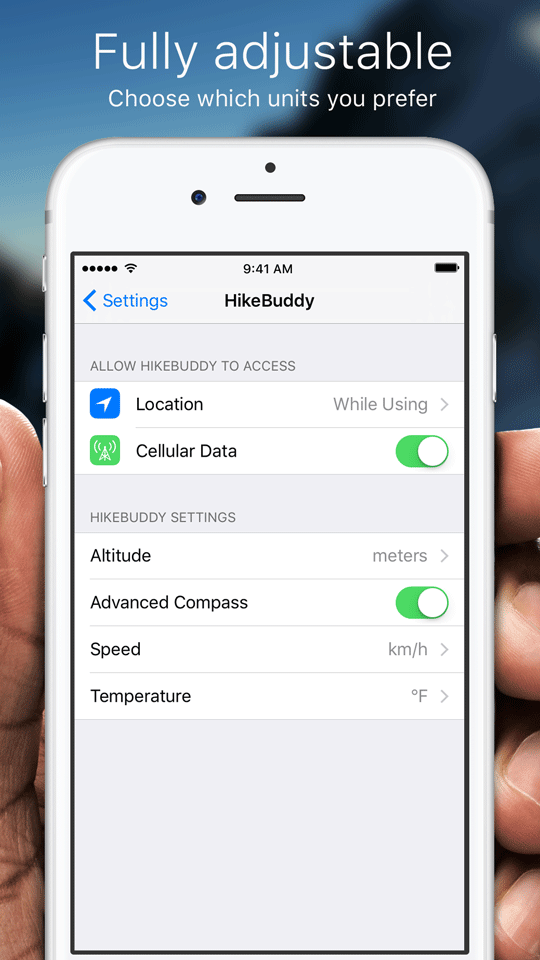 Fully adjustable
Choose which units you prefer
9:41 AM
Settings HikeBuddy
ALLOW HIKEBUDDY TO ACCESS
Location While Using
Cellular Data
HIKEBUDDY SETTINGS
Altitude meters
Advanced Compass
Speed km/h
Temperature °F